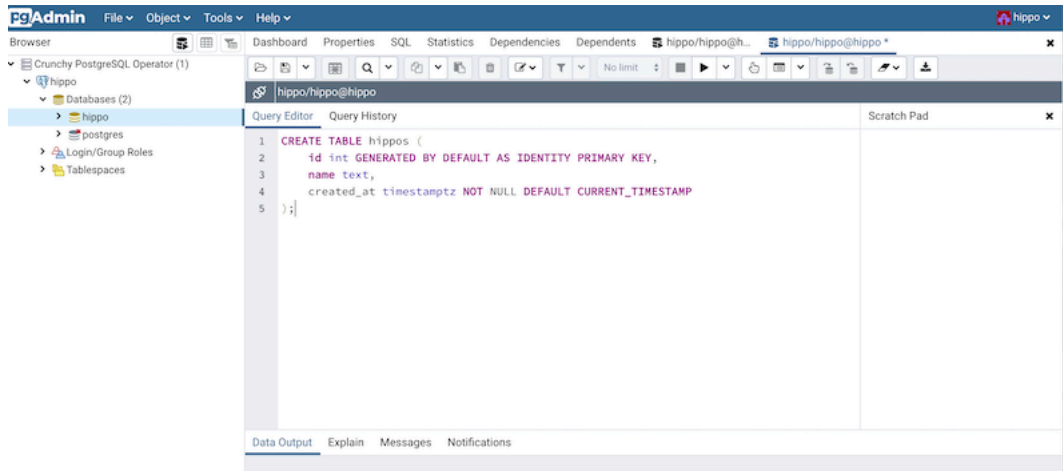 pgAdmin File Object Tools Help hippo
Browser Dashboard Properties SQL Statistics Dependencies Dependents hippo/hippo@h... hippo/hippo@hippo *
Crunchy PostgreSQL Operator (1)
hippo
Databases (2)
hippo
postgres
Login/Group Roles
Tablespaces
No limit
hippo/hippo@hippo
Query Editor Query History Scratch Pad
1 CREATE TABLE hippos (
2 id int GENERATED BY DEFAULT AS IDENTITY PRIMARY KEY,
3 name text,
4 created_at timestamptz NOT NULL DEFAULT CURRENT_TIMESTAMP
5 );
Data Output Explain Messages Notifications